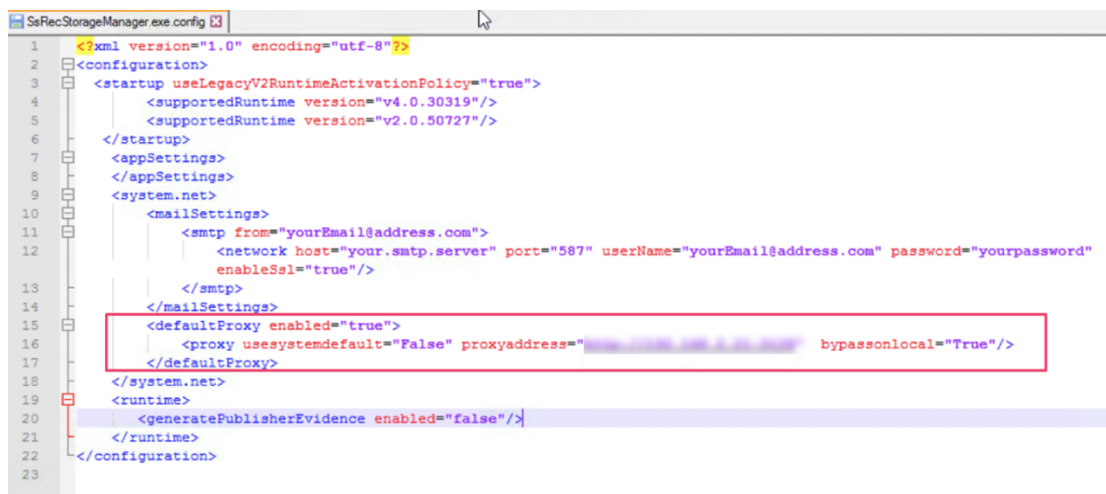 SsRecStorageManager.exe.config
1 <?xml version="1.0" encoding="utf-8"?>
2 <configuration>
3 <startup useLegacyV2RuntimeActivationPolicy="true">
4 <supportedRuntime version="v4.0.30319"/>
5 <supportedRuntime version="v2.0.50727"/>
6 </startup>
7 <appSettings>
8 </appSettings>
9 <system.net>
10 <mailSettings>
11 <smtp from="yourEmail@address.com">
12 <network host="your.smtp.server" port="587" userName="yourEmail@address.com" password="yourpassword"
enableSsl="true"/>
13 </smtp>
14 </mailSettings>
15 <defaultProxy enabled="true">
16 <proxy usesystemdefault="False" proxyaddress=" bypassonlocal="True"/>
17 </defaultProxy>
18 </system.net>
19 <runtime>
20 <generatePublisherEvidence enabled="false"/>
21 </runtime>
22 </configuration>
23